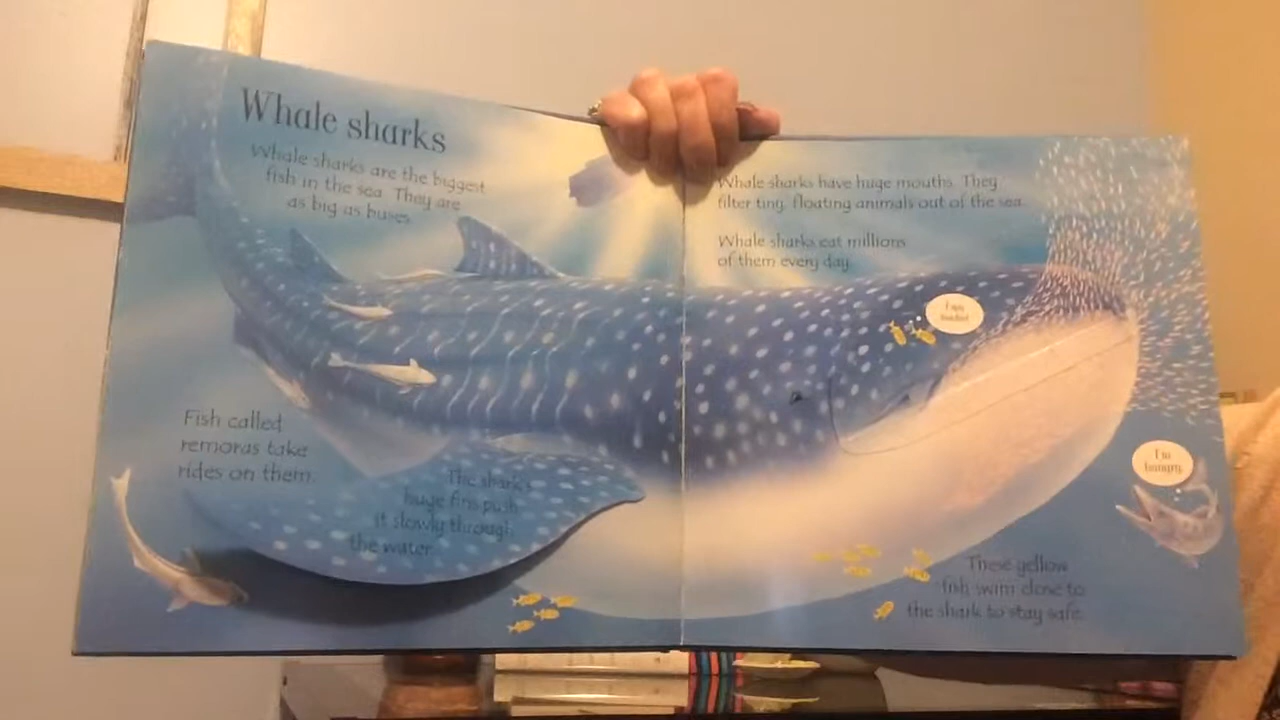 Whale sharks
Whale sharks are the biggest
fish in the sea. They are
as big as buses.
Fish called
remoras take
rides on them.
The shark's
huge fins push
it slowly through
the water.
Whale sharks have huge mouths. They
filter tiny, floating animals out of the sea.
Whale sharks eat millions
of them every day.
I'm
hungry.
These yellow
fish swim close to
the shark to stay safe.